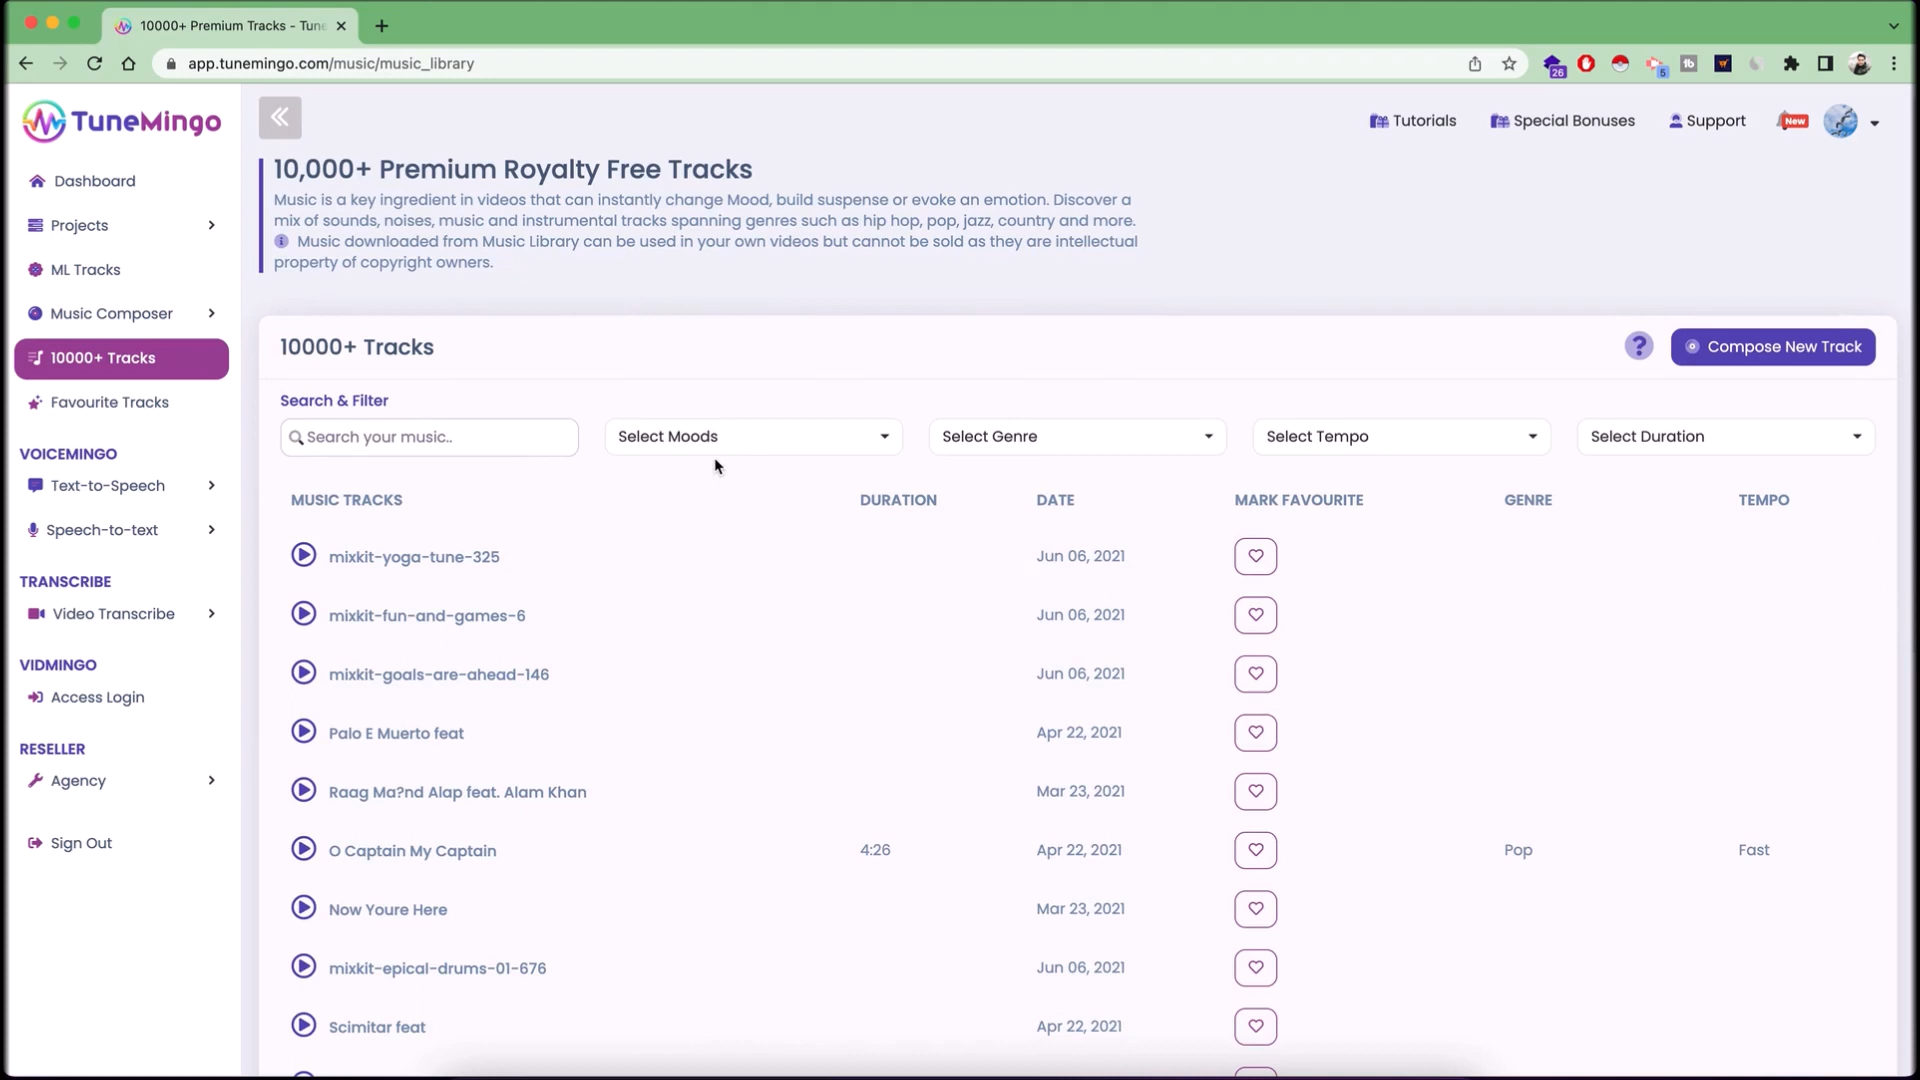 10000+ Premium Tracks - Tune
app.tunemingo.com/music/music_library
26
5
TuneMingo
Tutorials
Special Bonuses
Support
New
Dashboard
Projects
ML Tracks
Music Composer
10000+ Tracks
Favourite Tracks
VOICEMINGO
Text-to-Speech
Speech-to-text
TRANSCRIBE
Video Transcribe
VIDMINGO
Access Login
RESELLER
Agency
Sign Out
10,000+ Premium Royalty Free Tracks
Music is a key ingredient in videos that can instantly change Mood, build suspense or evoke an emotion. Discover a
mix of sounds, noises, music and instrumental tracks spanning genres such as hip hop, pop, jazz, country and more.
Music downloaded from Music Library can be used in your own videos but cannot be sold as they are intellectual
property of copyright owners.
10000+ Tracks
?
Compose New Track
Search & Filter
Search your music..
Select Moods
Select Genre
Select Tempo
Select Duration
MUSIC TRACKS DURATION DATE MARK FAVOURITE GENRE TEMPO
mixkit-yoga-tune-325 Jun 06, 2021
mixkit-fun-and-games-6 Jun 06, 2021
mixkit-goals-are-ahead-146 Jun 06, 2021
Palo E Muerto feat Apr 22, 2021
Raag Ma?nd Alap feat. Alam Khan Mar 23, 2021
O Captain My Captain 4:26 Apr 22, 2021 Pop Fast
Now Youre Here Mar 23, 2021
mixkit-epical-drums-01-676 Jun 06, 2021
Scimitar feat Apr 22, 2021